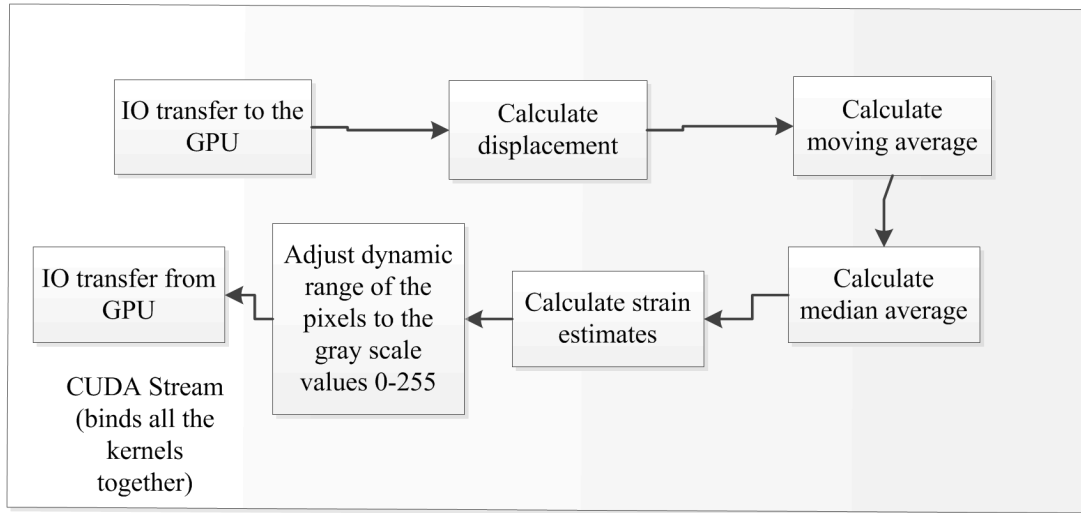 IO transfer to the
GPU
Calculate
displacement
Calculate
moving average
Calculate
median average
Calculate strain
estimates
Adjust dynamic
range of the
pixels to the
gray scale
values 0-255
IO transfer from
GPU
CUDA Stream
(binds all the
kernels
together)